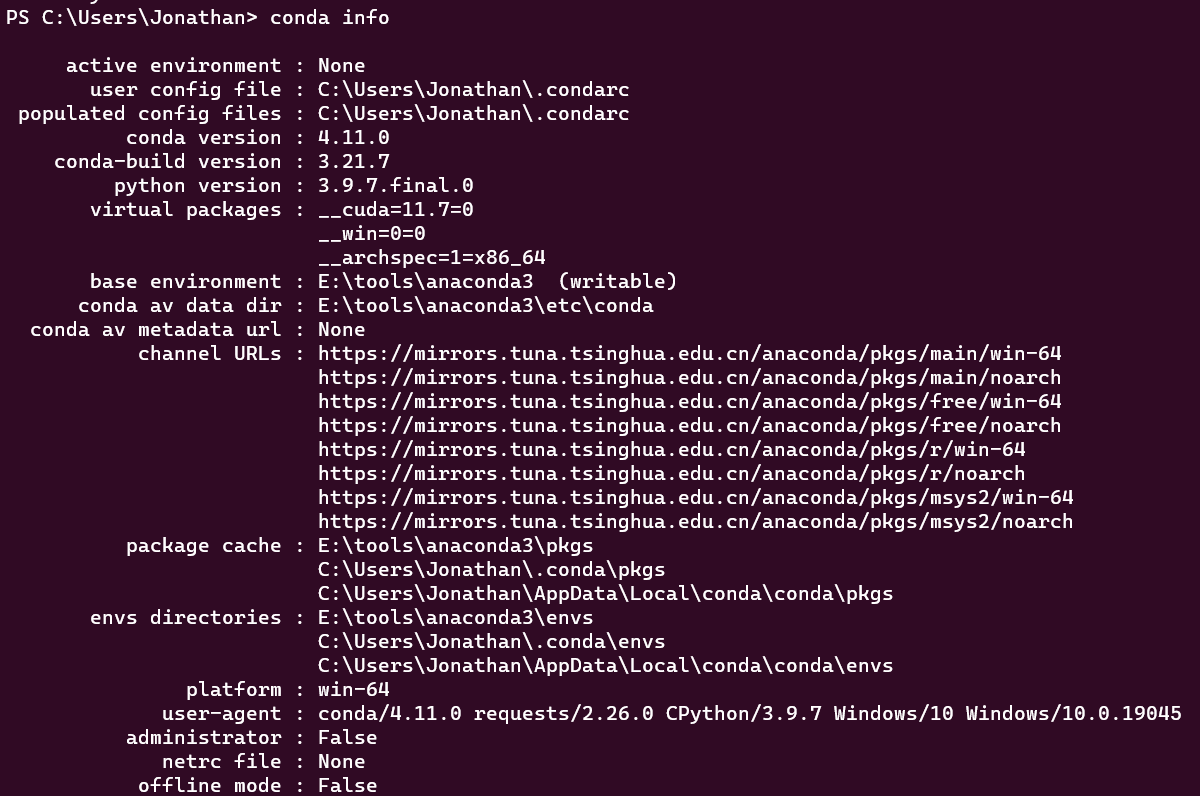 PS C:\Users\Jonathan> conda info
active environment : None
user config file : C:\Users\Jonathan\.condarc
populated config files : C:\Users\Jonathan\.condarc
conda version : 4.11.0
conda-build version : 3.21.7
python version : 3.9.7.final.0
virtual packages : __cuda=11.7=0
__win=0=0
__archspec=1=x86_64
base environment : E:\tools\anaconda3  (writable)
conda av data dir : E:\tools\anaconda3\etc\conda
conda av metadata url : None
channel URLs : https://mirrors.tuna.tsinghua.edu.cn/anaconda/pkgs/main/win-64
https://mirrors.tuna.tsinghua.edu.cn/anaconda/pkgs/main/noarch
https://mirrors.tuna.tsinghua.edu.cn/anaconda/pkgs/free/win-64
https://mirrors.tuna.tsinghua.edu.cn/anaconda/pkgs/free/noarch
https://mirrors.tuna.tsinghua.edu.cn/anaconda/pkgs/r/win-64
https://mirrors.tuna.tsinghua.edu.cn/anaconda/pkgs/r/noarch
https://mirrors.tuna.tsinghua.edu.cn/anaconda/pkgs/msys2/win-64
https://mirrors.tuna.tsinghua.edu.cn/anaconda/pkgs/msys2/noarch
package cache : E:\tools\anaconda3\pkgs
C:\Users\Jonathan\.conda\pkgs
C:\Users\Jonathan\AppData\Local\conda\conda\pkgs
envs directories : E:\tools\anaconda3\envs
C:\Users\Jonathan\.conda\envs
C:\Users\Jonathan\AppData\Local\conda\conda\envs
platform : win-64
user-agent : conda/4.11.0 requests/2.26.0 CPython/3.9.7 Windows/10 Windows/10.0.19045
administrator : False
netrc file : None
offline mode : False